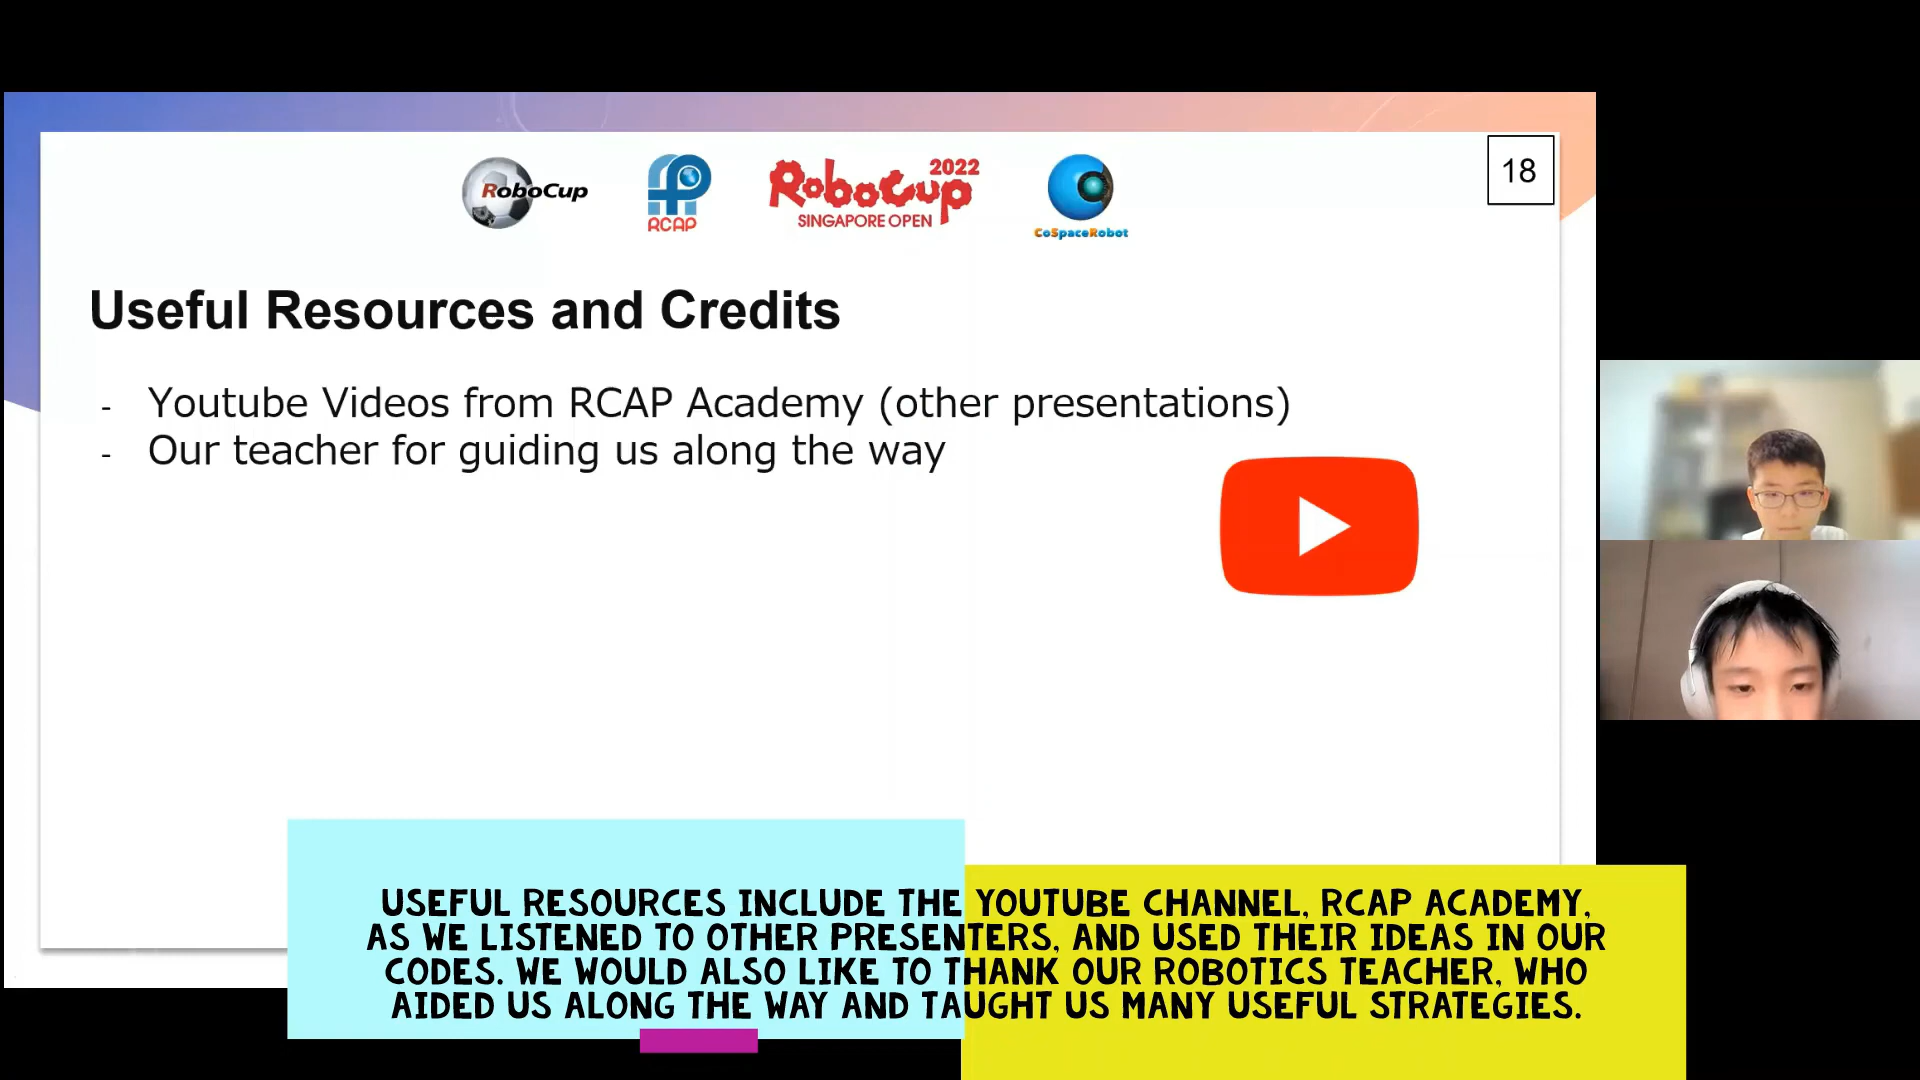 RoboCup
RCAP
RoboCup 2022
SINGAPORE OPEN
CoSpaceRobot
18
Useful Resources and Credits
- Youtube Videos from RCAP Academy (other presentations)
- Our teacher for guiding us along the way
USEFUL RESOURCES INCLUDE THE YOUTUBE CHANNEL, RCAP ACADEMY,
AS WE LISTENED TO OTHER PRESENTERS, AND USED THEIR IDEAS IN OUR
CODES. WE WOULD ALSO LIKE TO THANK OUR ROBOTICS TEACHER, WHO
AIDED US ALONG THE WAY AND TAUGHT US MANY USEFUL STRATEGIES.